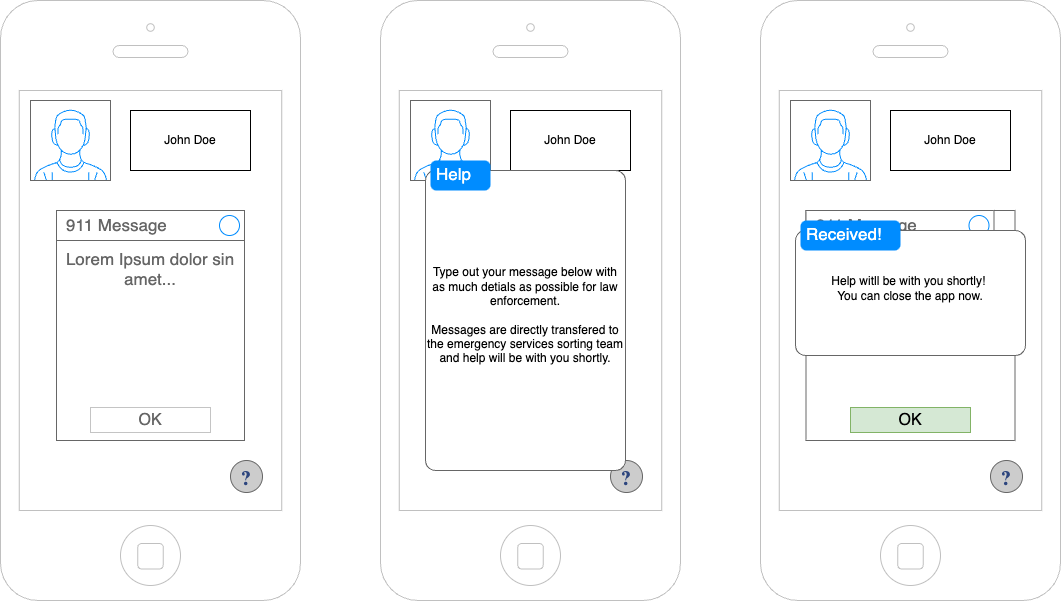 John Doe
911 Message
Lorem Ipsum dolor sin
amet...
OK
?
John Doe
Help
Type out your message below with
as much detials as possible for law
enforcement.
Messages are directly transfered to
the emergency services sorting team
and help will be with you shortly.
?
John Doe
Received!
Help witll be with you shortly!
You can close the app now.
OK
?